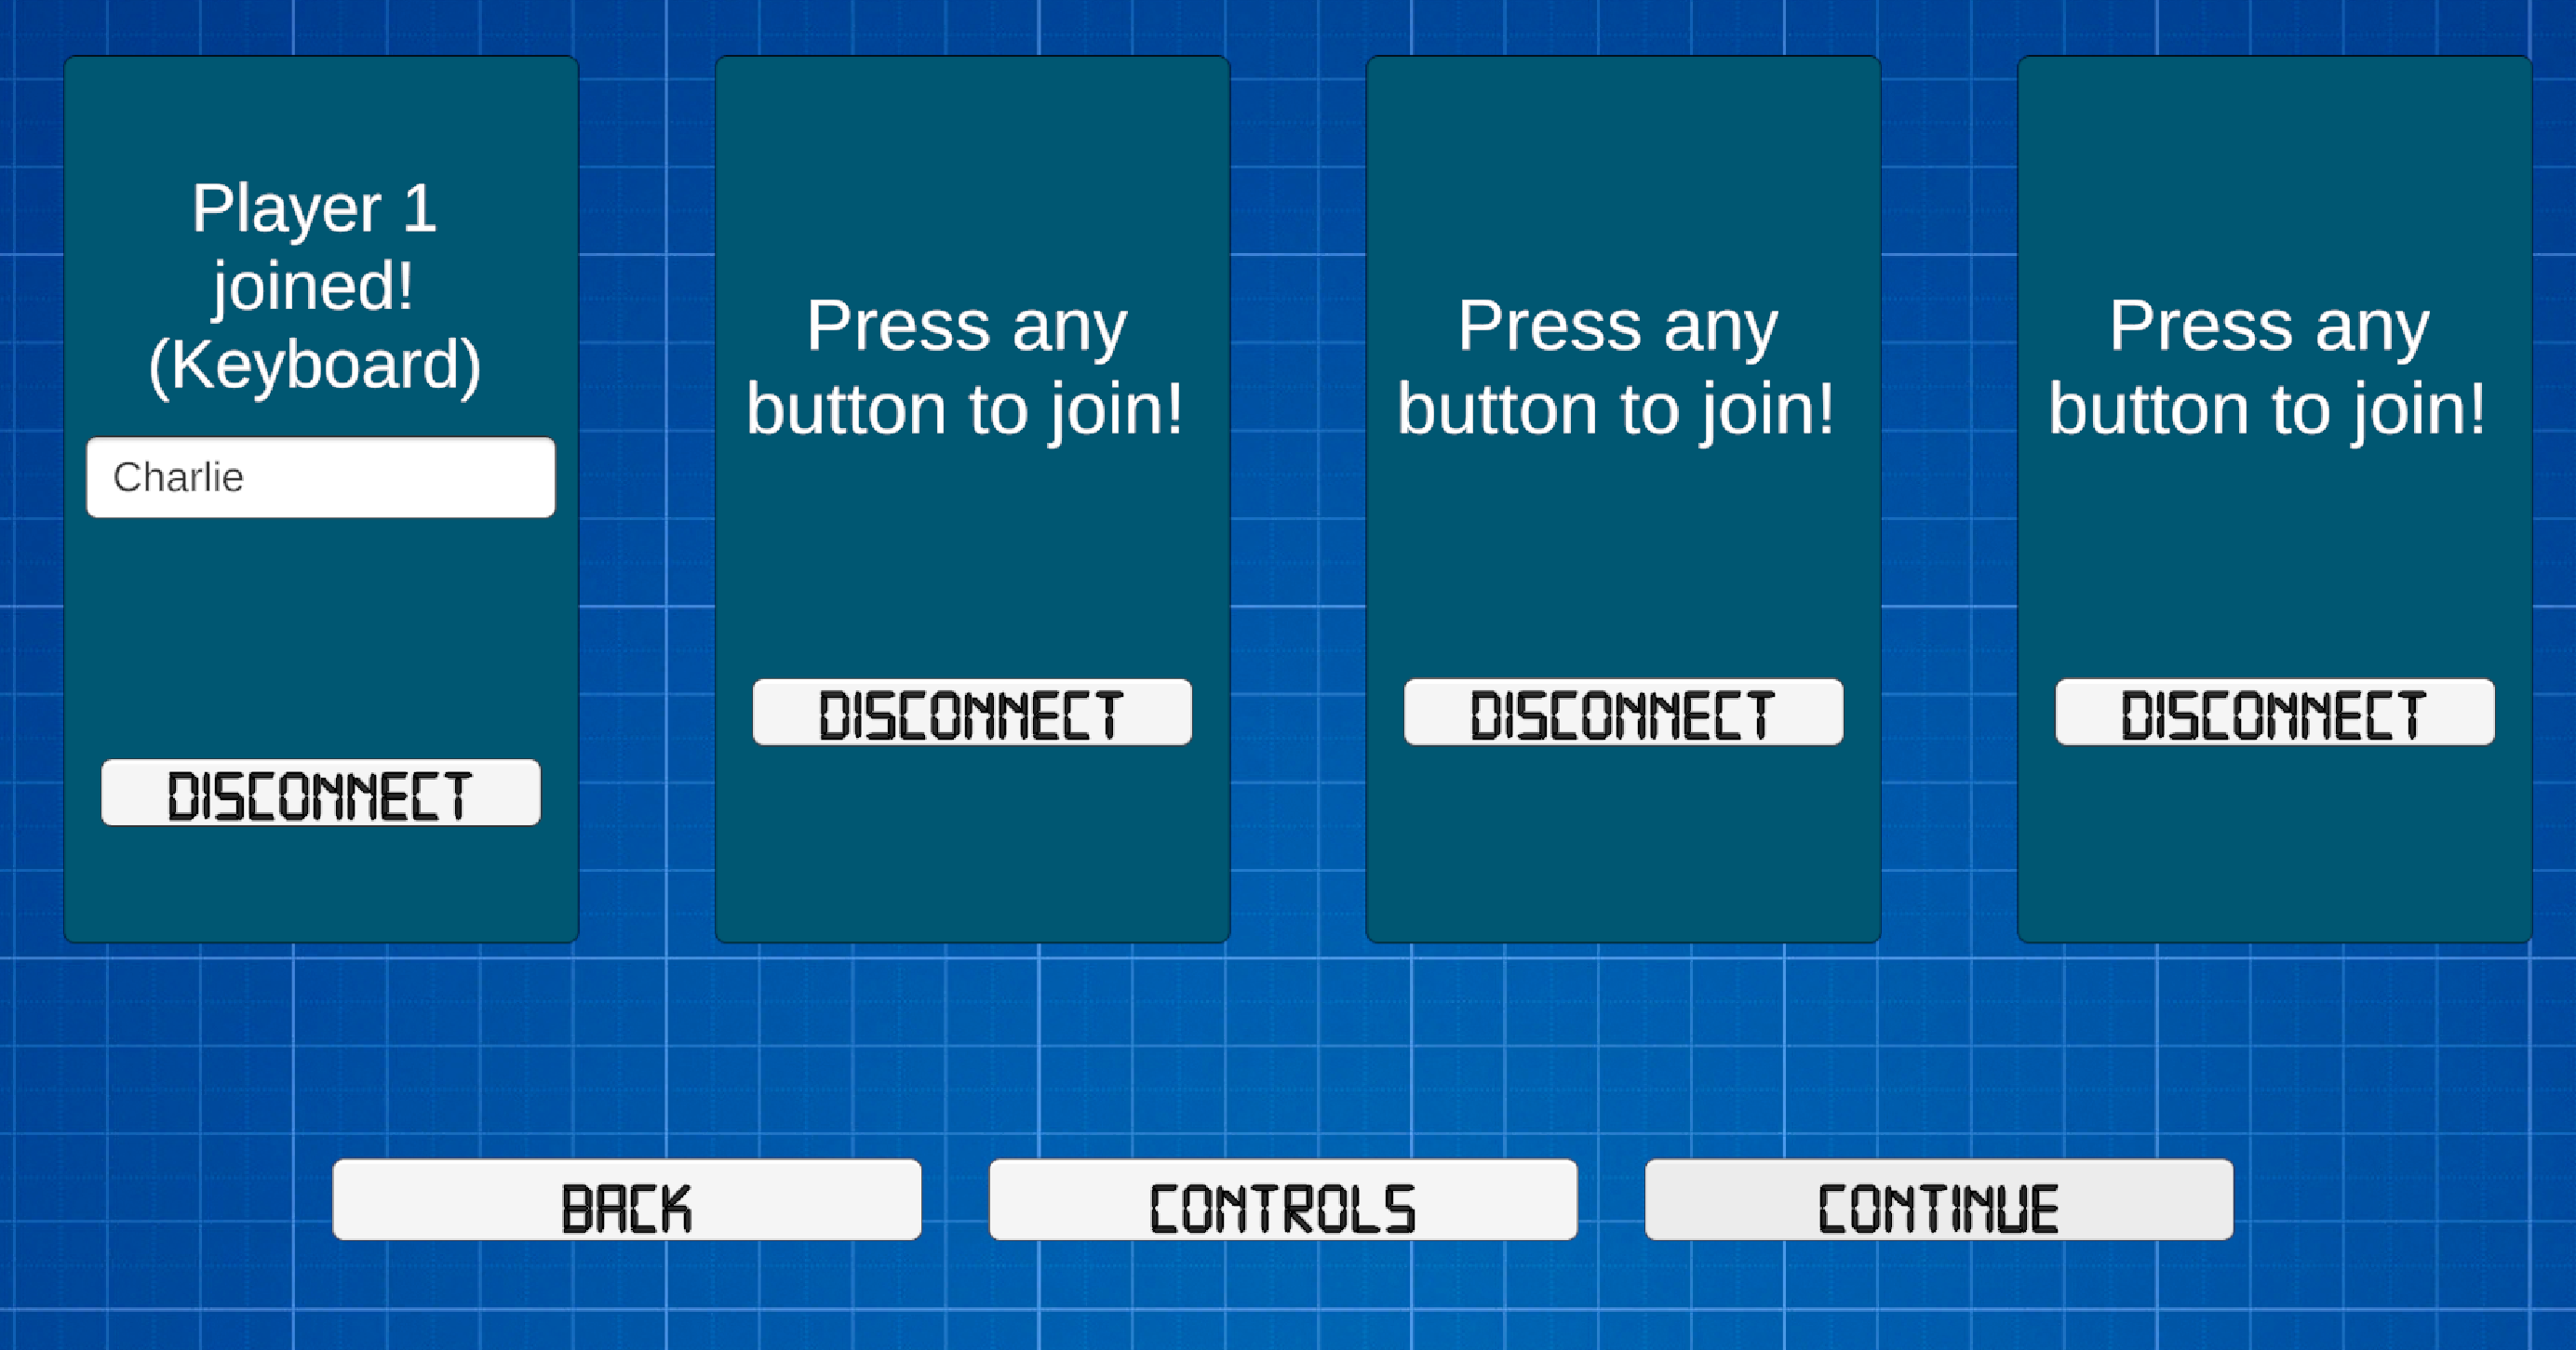 Player 1
joined!
(Keyboard)
Charlie
DISCONNECT
Press any
button to join!
DISCONNECT
Press any
button to join!
DISCONNECT
Press any
button to join!
DISCONNECT
BACK
CONTROLS
CONTINUE